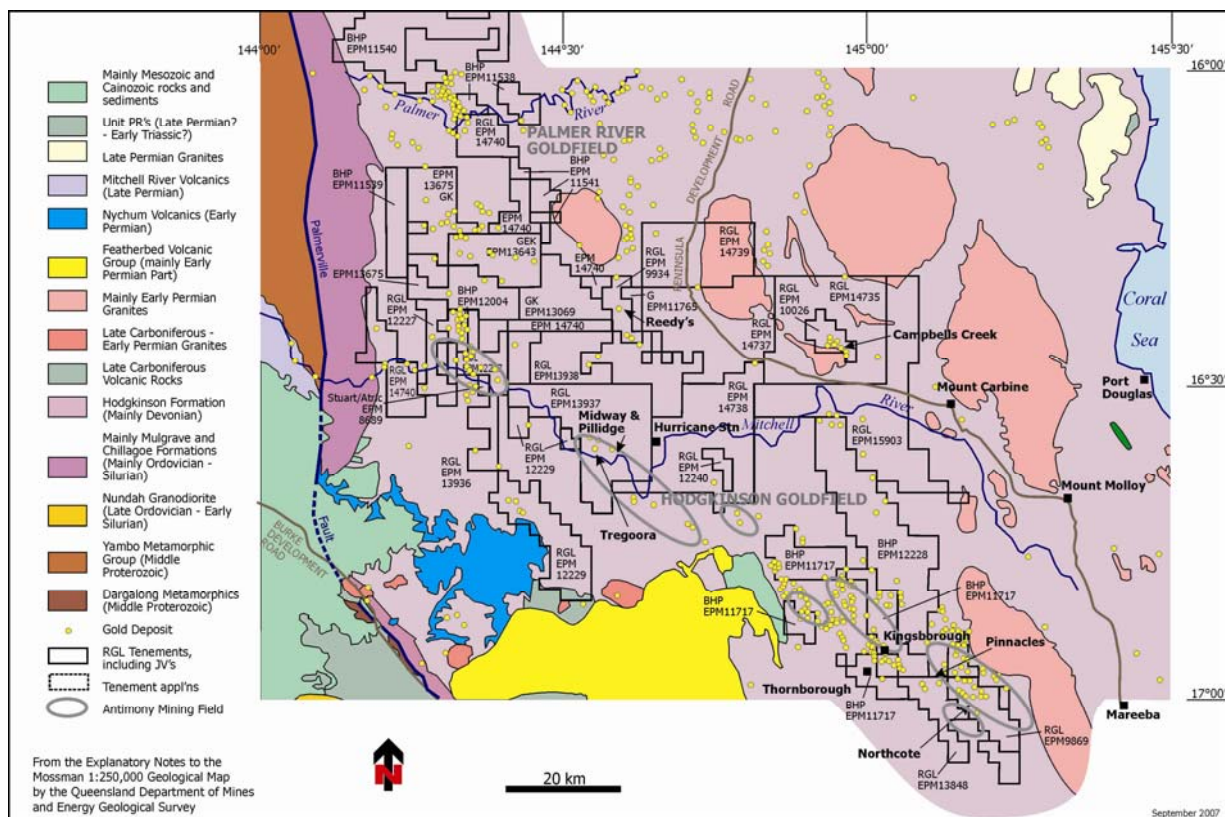 144°00'
144°30'
145°00'
145°30'
16°00'
16°30'
17°00'
Mainly Mesozoic and
Cainozoic rocks and
sediments
Unit PR's (Late Permian?
- Early Triassic?)
Late Permian Granites
Mitchell River Volcanics
(Late Permian)
Nychum Volcanics (Early
Permian)
Featherbed Volcanic
Group (mainly Early
Permian Part)
Mainly Early Permian
Granites
Late Carboniferous -
Early Permian Granites
Late Carboniferous
Volcanic Rocks
Hodgkinson Formation
(Mainly Devonian)
Mainly Mulgrave and
Chillagoe Formations
(Mainly Ordovician -
Silurian)
Nundah Granodiorite
(Late Ordovician - Early
Silurian)
Yambo Metamorphic
Group (Middle
Proterozoic)
Dargalong Metamorphics
(Middle Proterozoic)
Gold Deposit
RGL Tenements,
including JV's
Tenement appl'ns
Antimony Mining Field
From the Explanatory Notes to the
Mossman 1:250,000 Geological Map
by the Queensland Department of Mines
and Energy Geological Survey
N
20 km
September 2007
BHP
EPM11540
BHP
EPM11538
Palmer
River
RGL
EPM
14740
PALMER RIVER
GOLDFIELD
BHP
EPM
11541
BHP
EPM11539
EPM
13675
GK
EPM
14740
GEK
EPM13643
EPM
14740
RGL
EPM
9934
RGL
EPM
14739
PENINSULA
DEVELOPMENT
ROAD
Palmerville
Fault
EPM13675
RGL
EPM
12227
BHP
EPM12004
GK
EPM13069
G
EPM11765
EPM 14740
Reedy's
RGL
EPM
10026
RGL
EPM14735
RGL
EPM
14737
Campbells Creek
RGL
EPM
14740
RGL
EPM13938
Stuart/Atric
EPM
8689
RGL
EPM13937
RGL
EPM
14738
Mount Carbine
Port
Douglas
Coral
Sea
Midway &
Pillidge
Hurricane Stn
Mitchell
River
RGL
EPM15903
RGL
EPM
12229
RGL
EPM
13936
RGL
EPM
12240
HODGKINSON GOLDFIELD
Mount Molloy
Tregoora
BURKE
DEVELOPMENT
ROAD
RGL
EPM
12229
BHP
EPM11717
BHP
EPM12228
BHP
EPM11717
BHP
EPM11717
Kingsborough
Pinnacles
Thornborough
BHP
EPM11717
Northcote
Mareeba
RGL
EPM9869
RGL
EPM13848